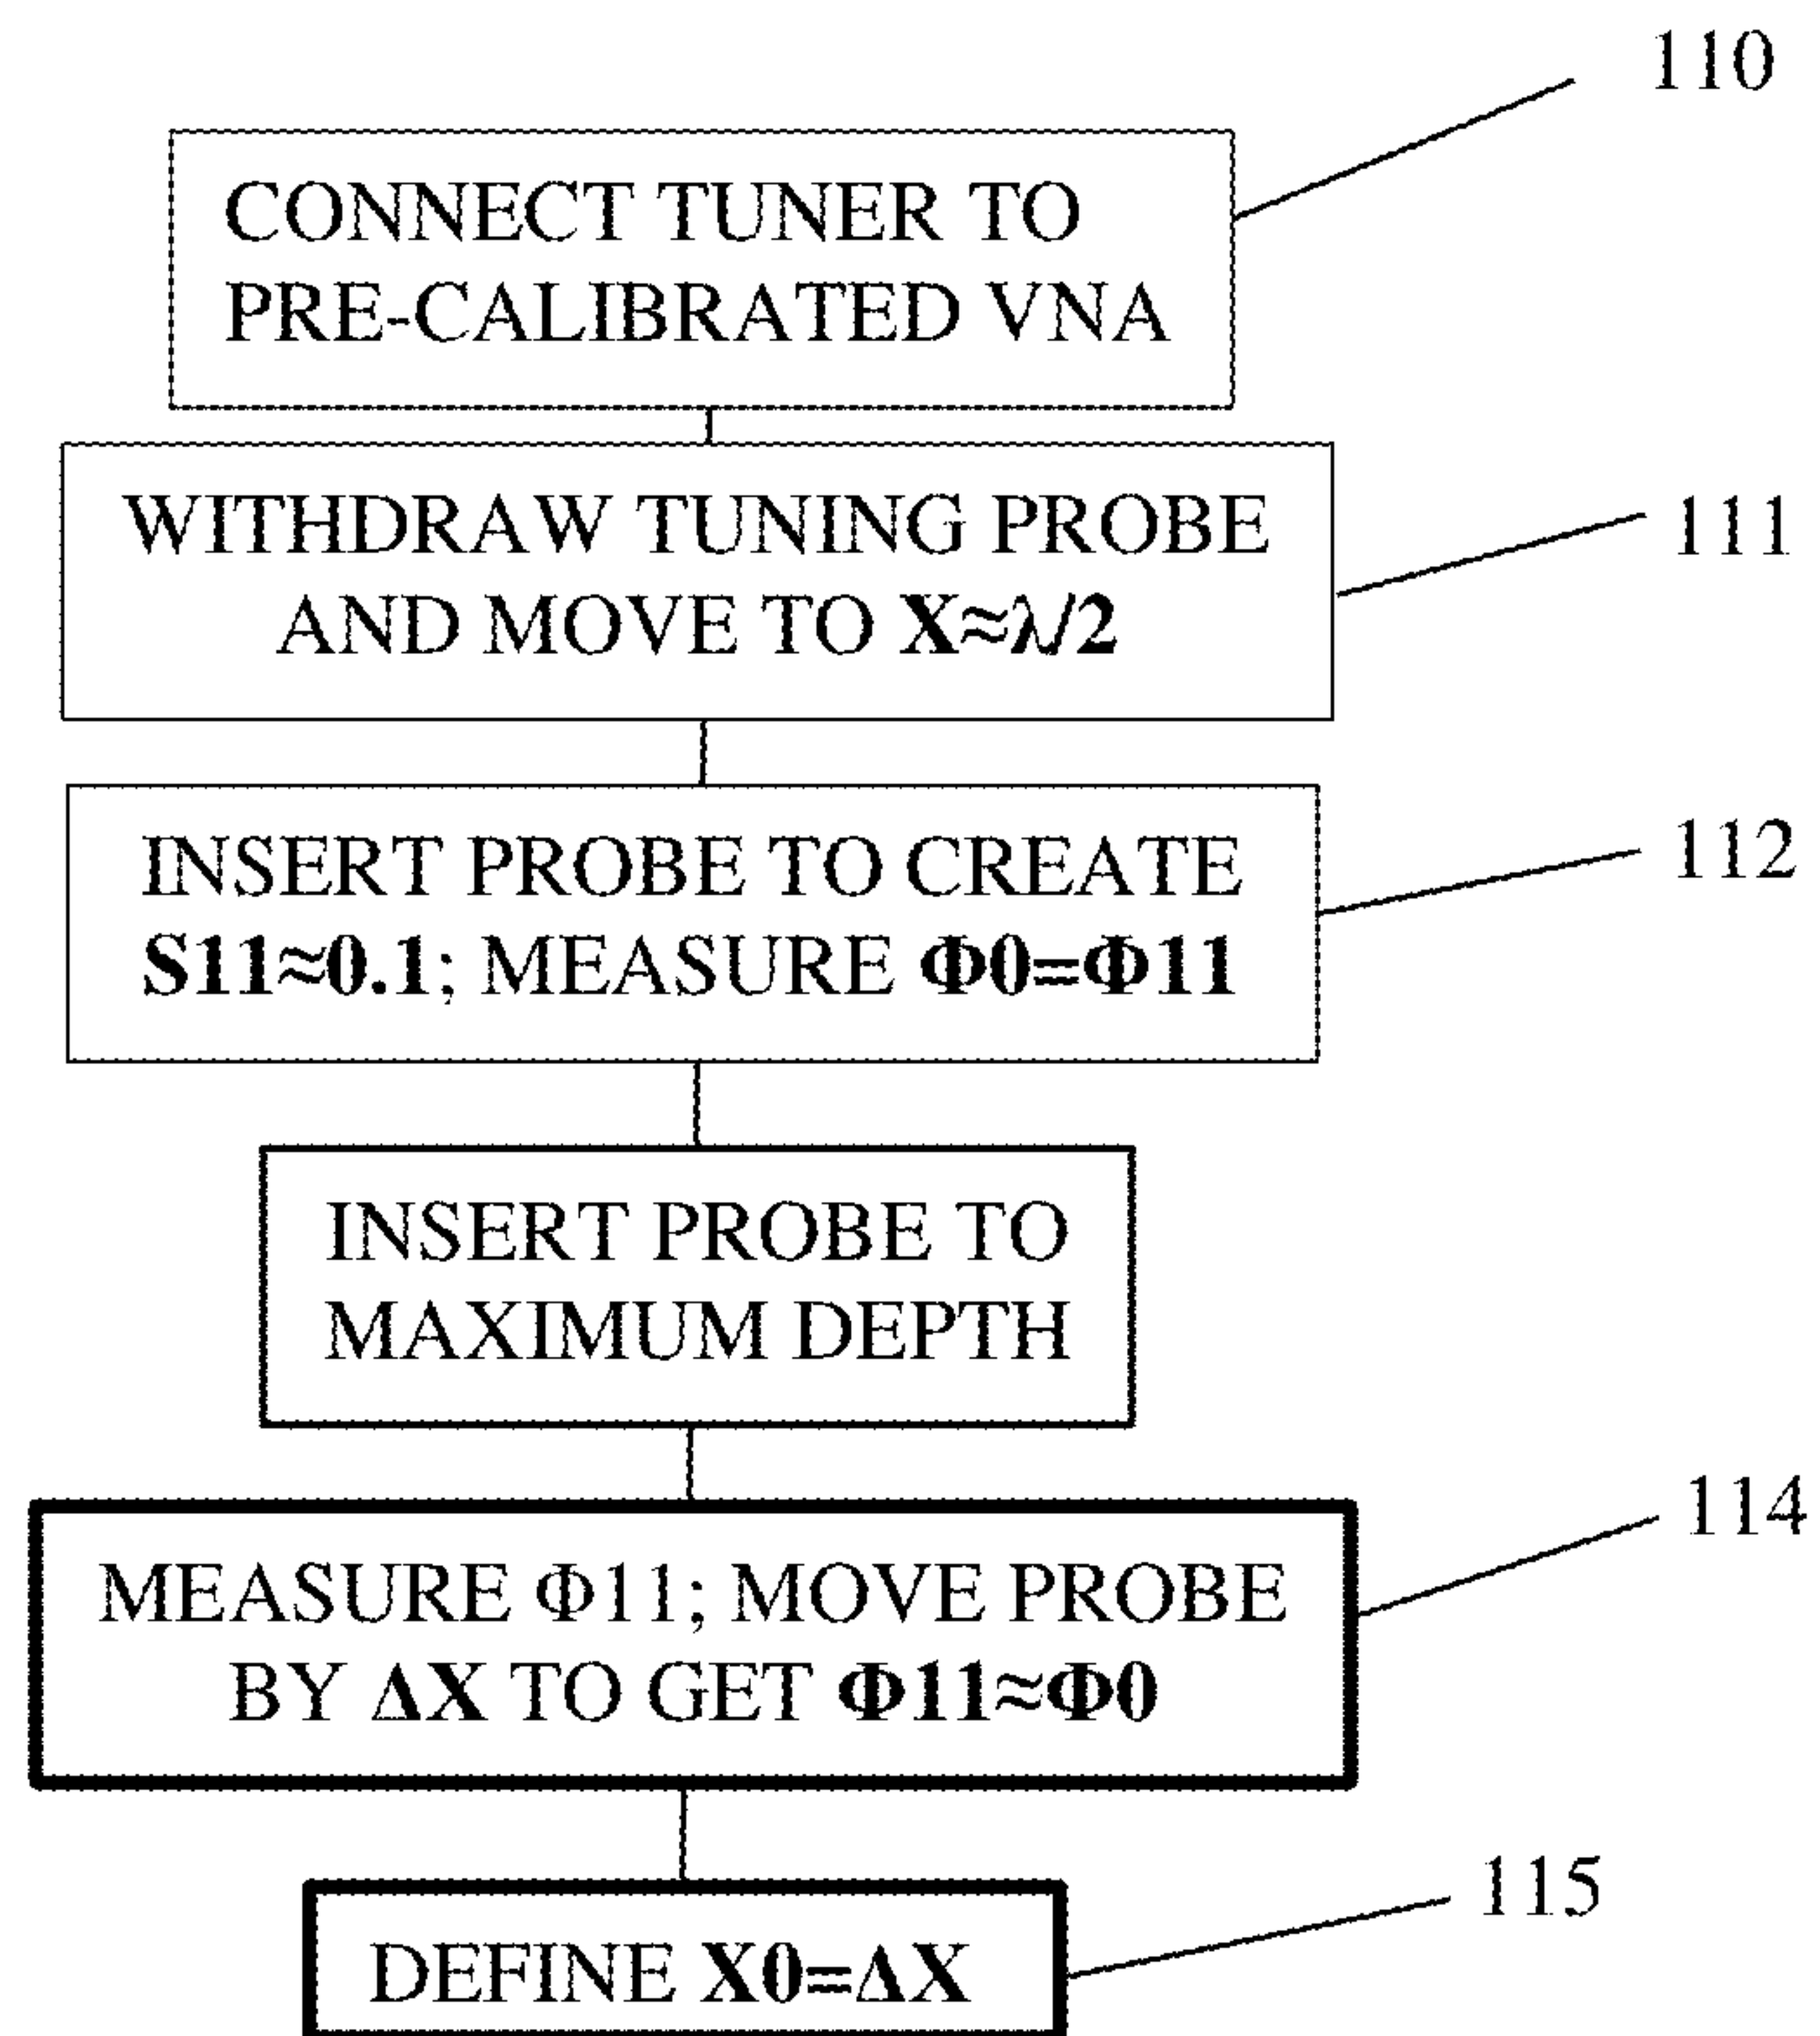 110
CONNECT TUNER TO
PRE-CALIBRATED VNA
WITHDRAW TUNING PROBE
AND MOVE TO X≈λ/2
111
INSERT PROBE TO CREATE
S11≈0.1; MEASURE Φ0=Φ11
112
INSERT PROBE TO
MAXIMUM DEPTH
MEASURE Φ11; MOVE PROBE
BY ΔX TO GET Φ11≈Φ0
114
DEFINE X0=ΔX
115